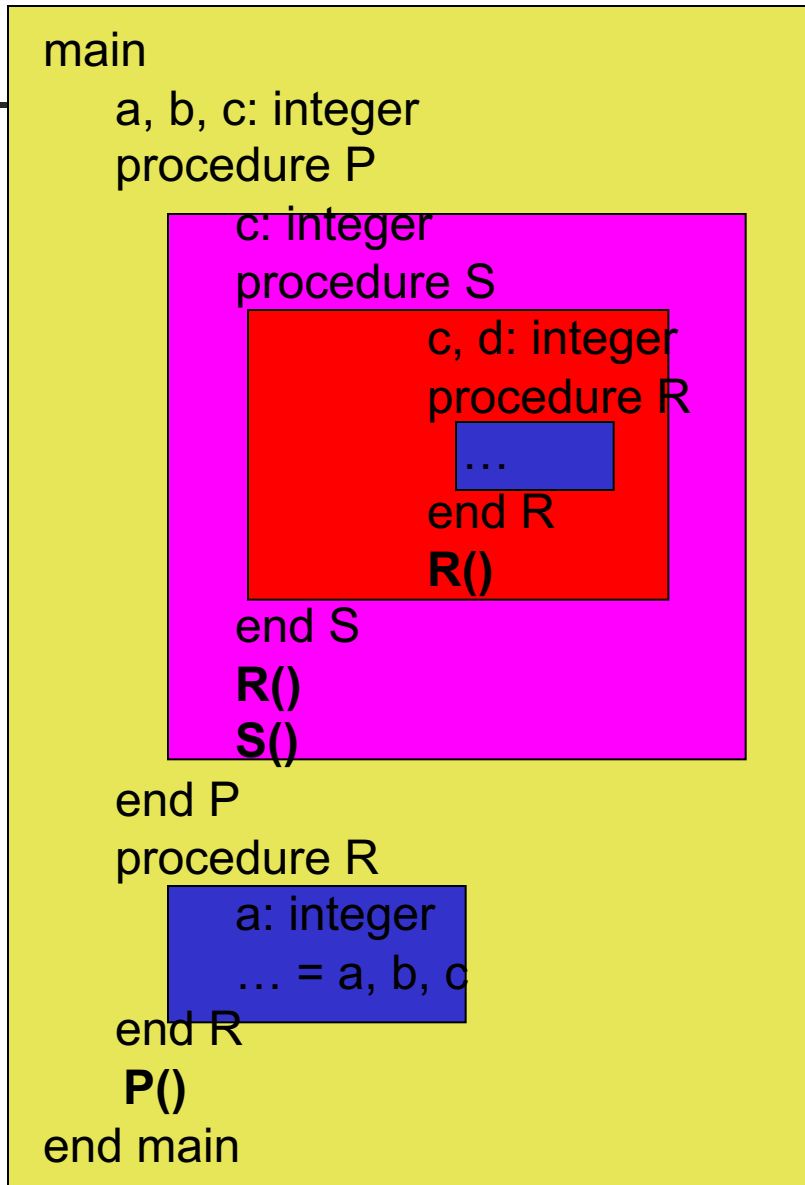 main
a, b, c: integer
procedure P
c: integer
procedure S
c, d: integer
procedure R
…
end R
R()
end S
R()
S()
end P
procedure R
a: integer
… = a, b, c
end R
P()
end main